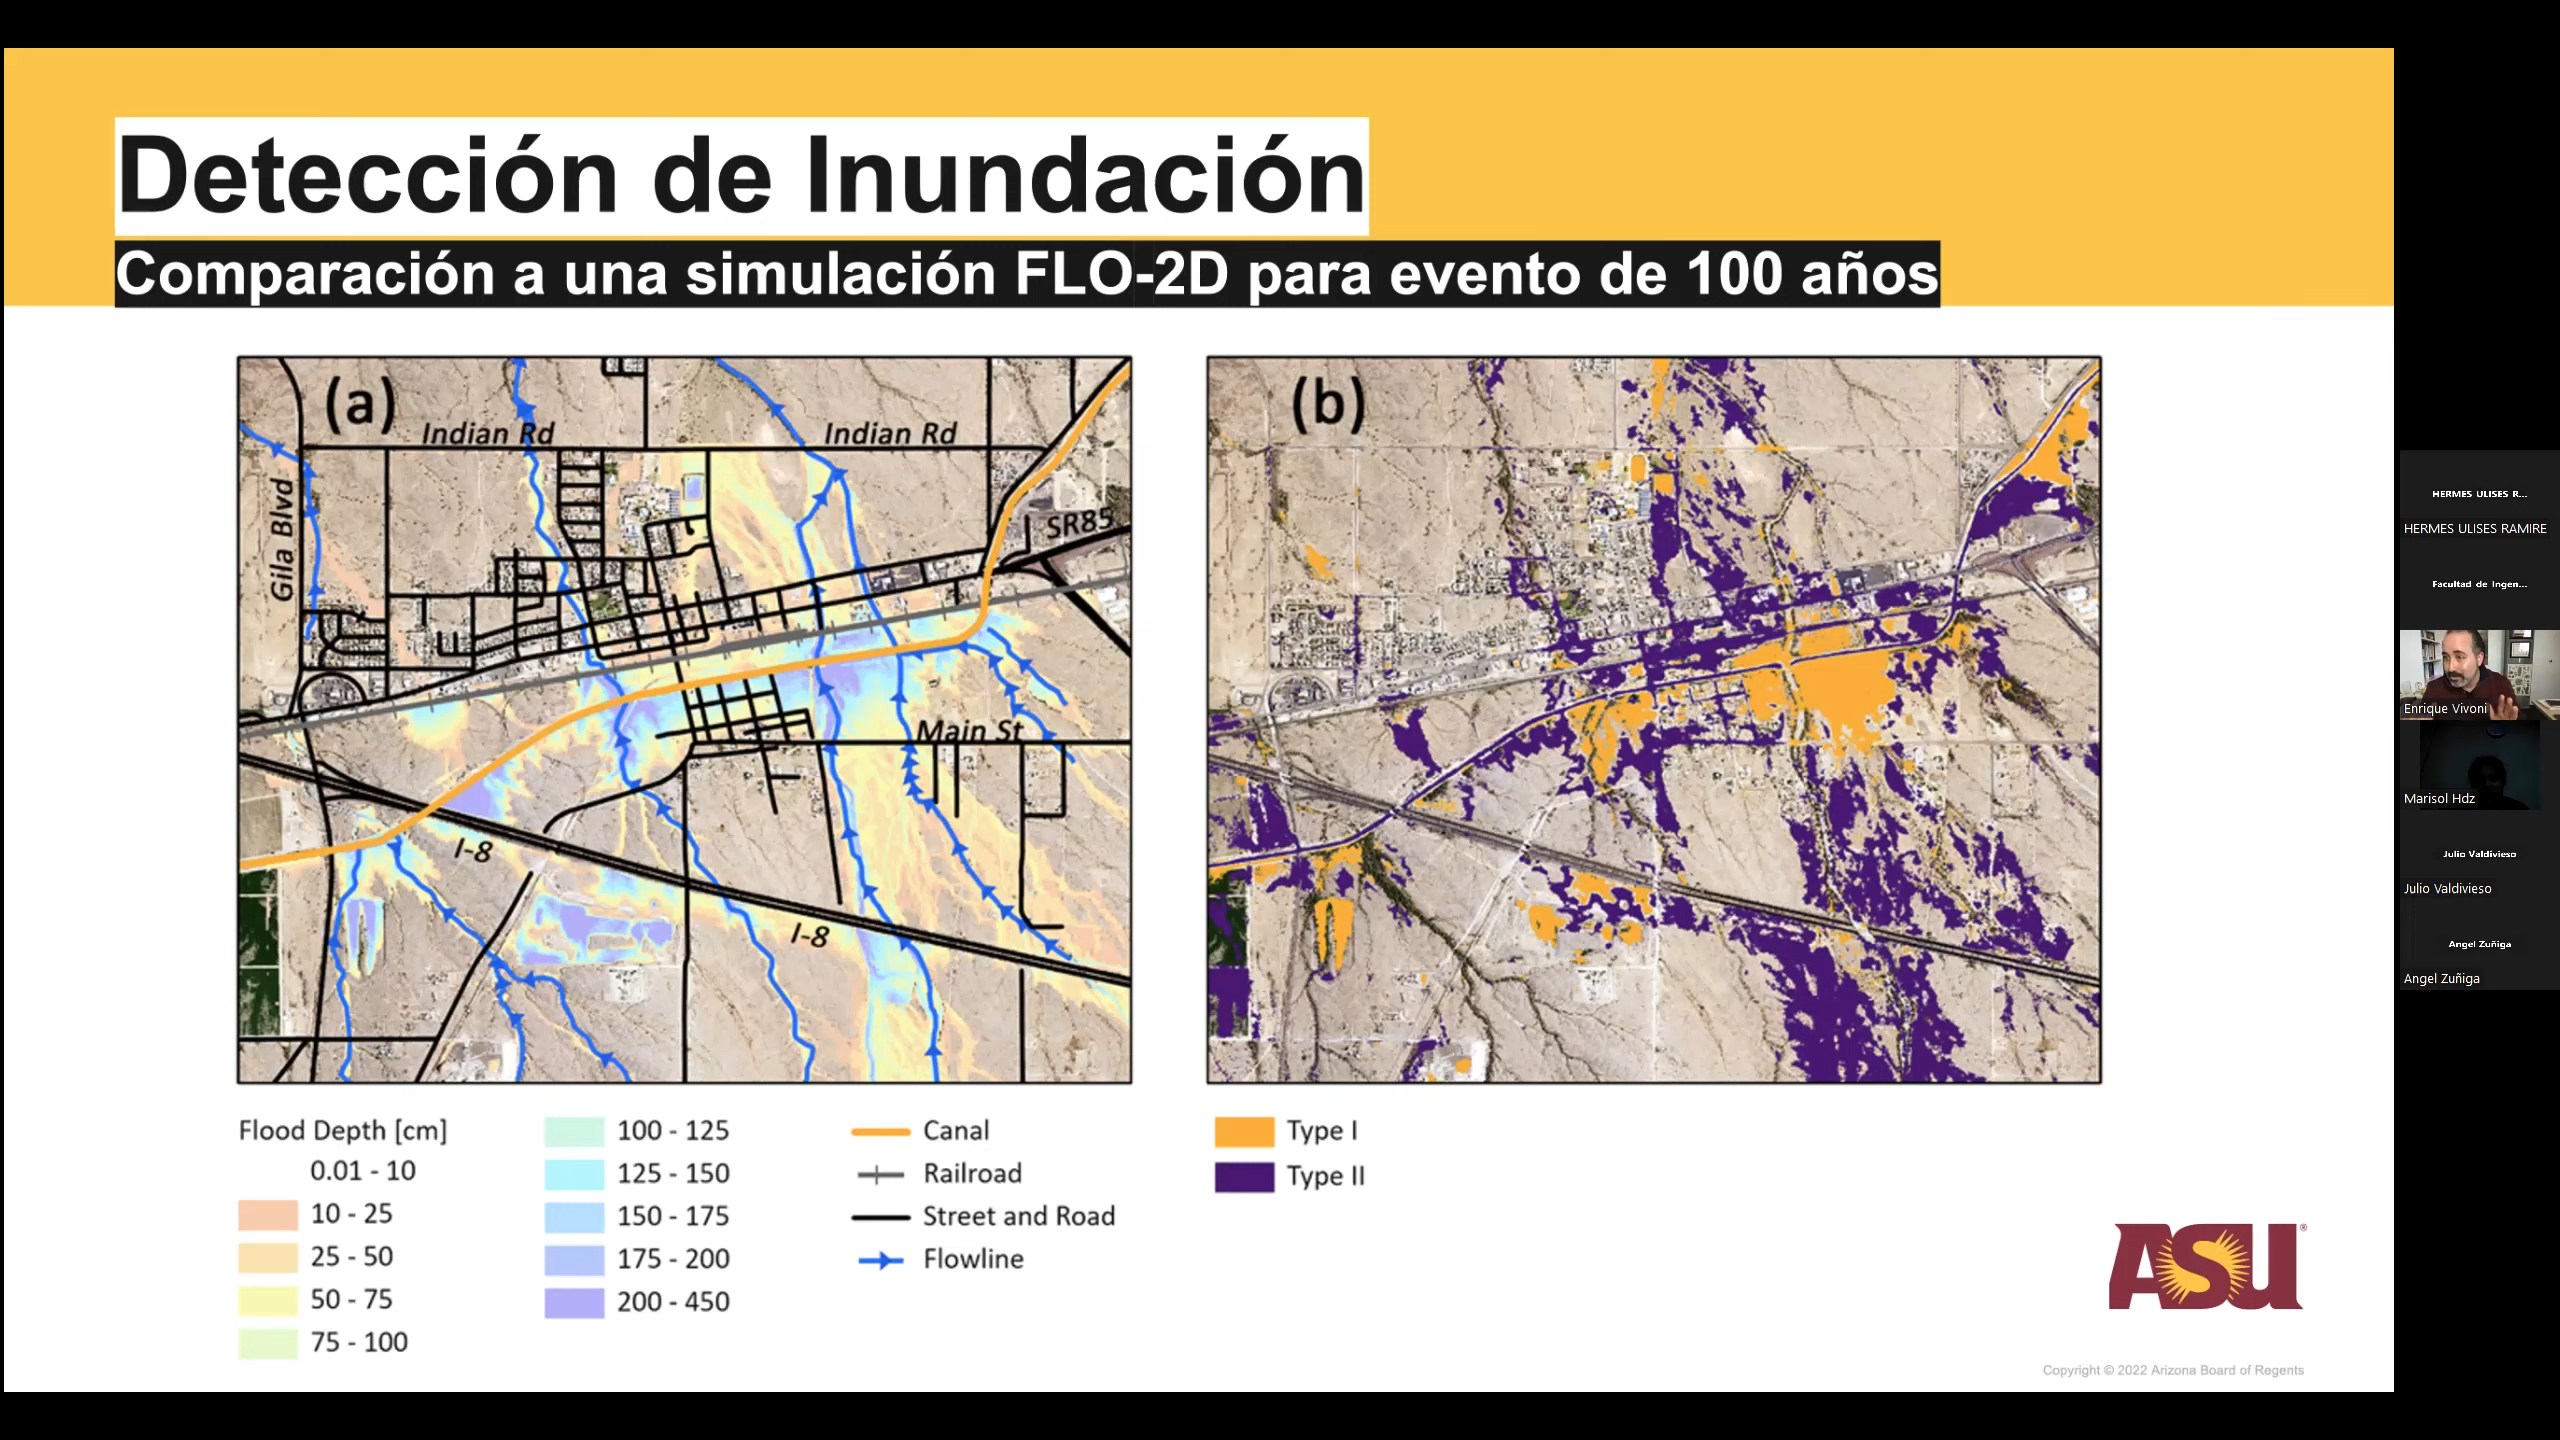 Detección de Inundación
Comparación a una simulación FLO-2D para evento de 100 años
(a)
Indian Rd
Indian Rd
Gila Blvd
SR85
Main St
I-8
I-8
(b)
Flood Depth [cm]
0.01 - 10
10 - 25
25 - 50
50 - 75
75 - 100
100 - 125
125 - 150
150 - 175
175 - 200
200 - 450
Canal
Railroad
Street and Road
Flowline
Type I
Type II
ASU®
Copyright © 2022 Arizona Board of Regents
HERMES ULISES R...
HERMES ULISES RAMIRE
Facultad de Ingen...
Enrique Vivoni
Marisol Hdz
Julio Valdivieso
Julio Valdivieso
Angel Zuñiga
Angel Zuñiga